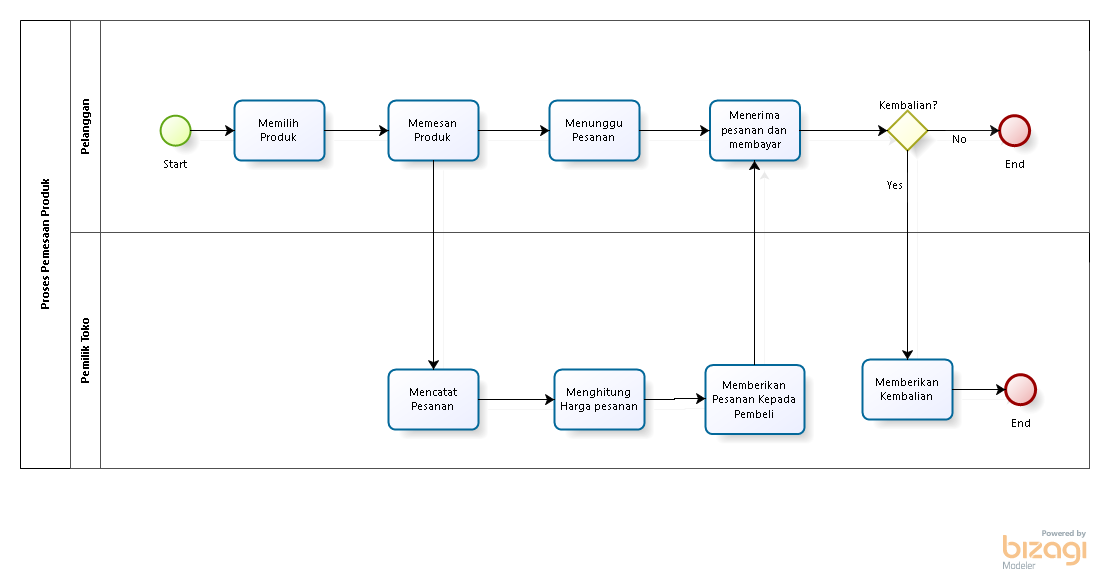 Proses Pemesaan Produk
Pelanggan
Start
Memilih
Produk
Memesan
Produk
Menunggu
Pesanan
Menerima
pesanan dan
membayar
Kembalian?
No
End
Yes
Pemilik Toko
Mencatat
Pesanan
Menghitung
Harga pesanan
Memberikan
Pesanan Kepada
Pembeli
Memberikan
Kembalian
End
Powered by
bizagi
Modeler